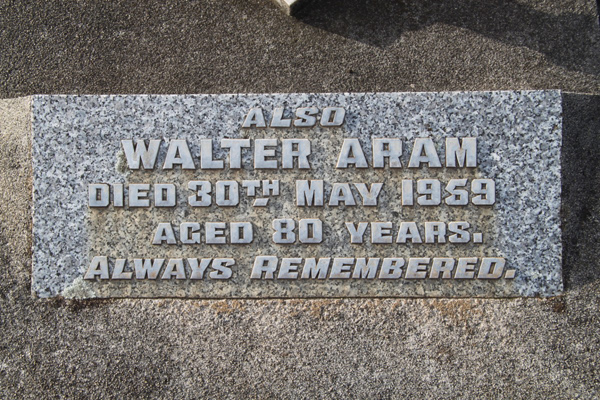 ALSO
WALTER W ARAM
DIED 30TH MAY 1959
AGED 80 YEARS.
ALWAYS REMEMBERED.